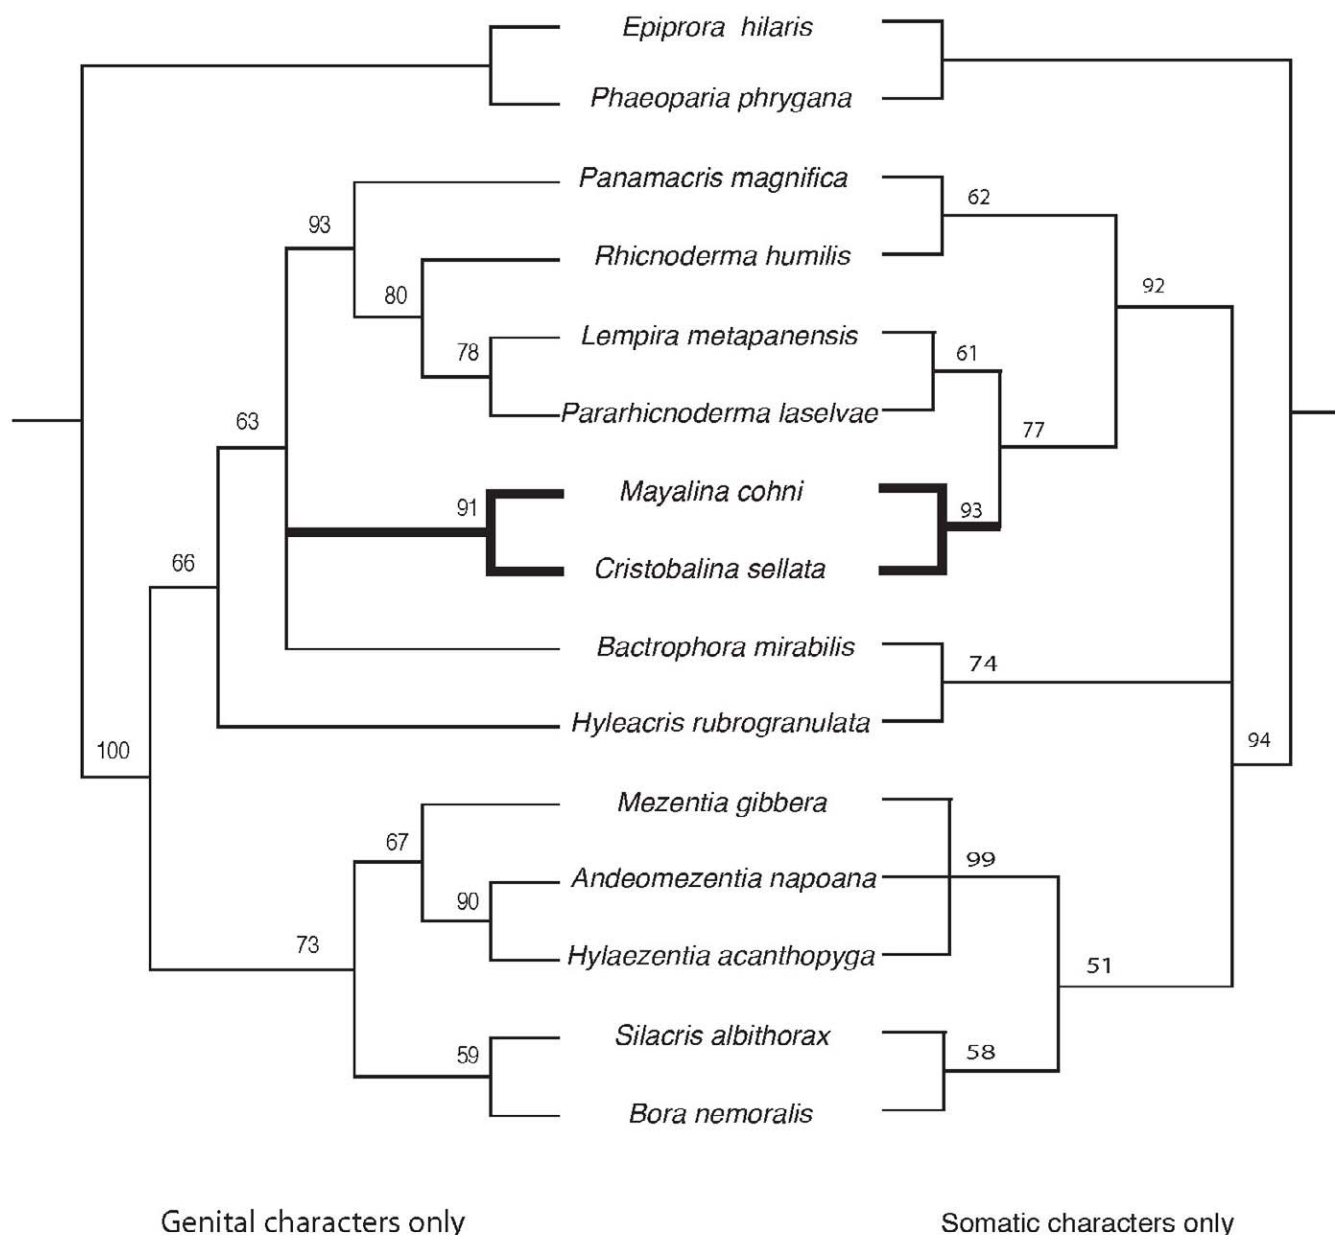 Epiprora hilaris
Phaeoparia phrygana
Panamacris magnifica
62
93
Rhicnoderma humilis
80
92
Lempira metapanensis
78
61
Pararhicnoderma laselvae
63
77
Mayalina cohni
91
93
Cristobalina sellata
66
Bactrophora mirabilis
74
Hyleacris rubrogranulata
100
94
Mezentia gibbera
67
99
Andeomezentia napoana
90
Hylaezentia acanthopyga
73
51
Silacris albithorax
59
58
Bora nemoralis
Genital characters only
Somatic characters only